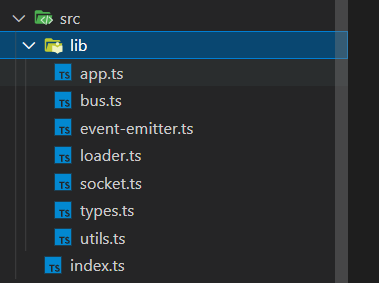 src
lib
TS app.ts
TS bus.ts
TS event-emitter.ts
TS loader.ts
TS socket.ts
TS types.ts
TS utils.ts
TS index.ts